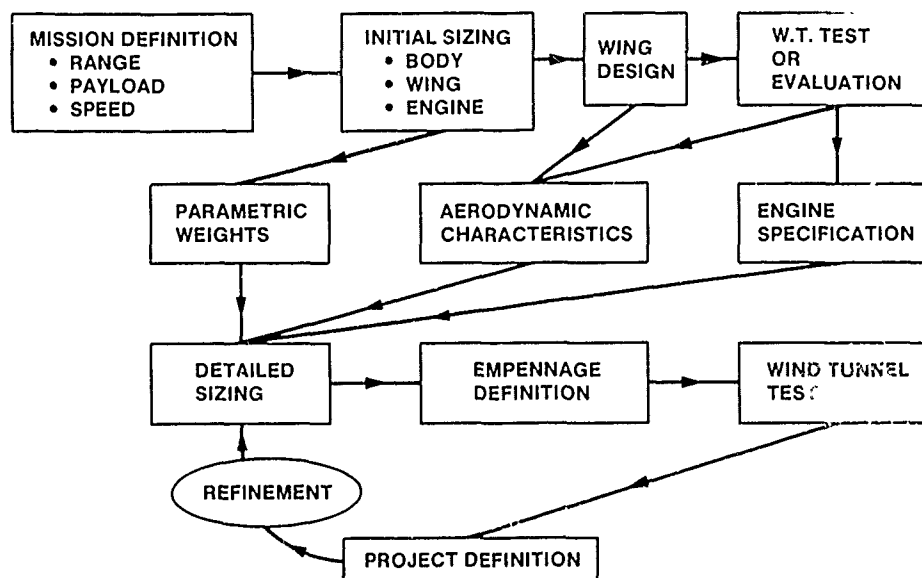 MISSION DEFINITION
• RANGE
• PAYLOAD
• SPEED
INITIAL SIZING
• BODY
• WING
• ENGINE
WING
DESIGN
W.T. TEST
OR
EVALUATION
PARAMETRIC
WEIGHTS
AERODYNAMIC
CHARACTERISTICS
ENGINE
SPECIFICATION
DETAILED
SIZING
EMPENNAGE
DEFINITION
WIND TUNNEL
TEST
REFINEMENT
PROJECT DEFINITION